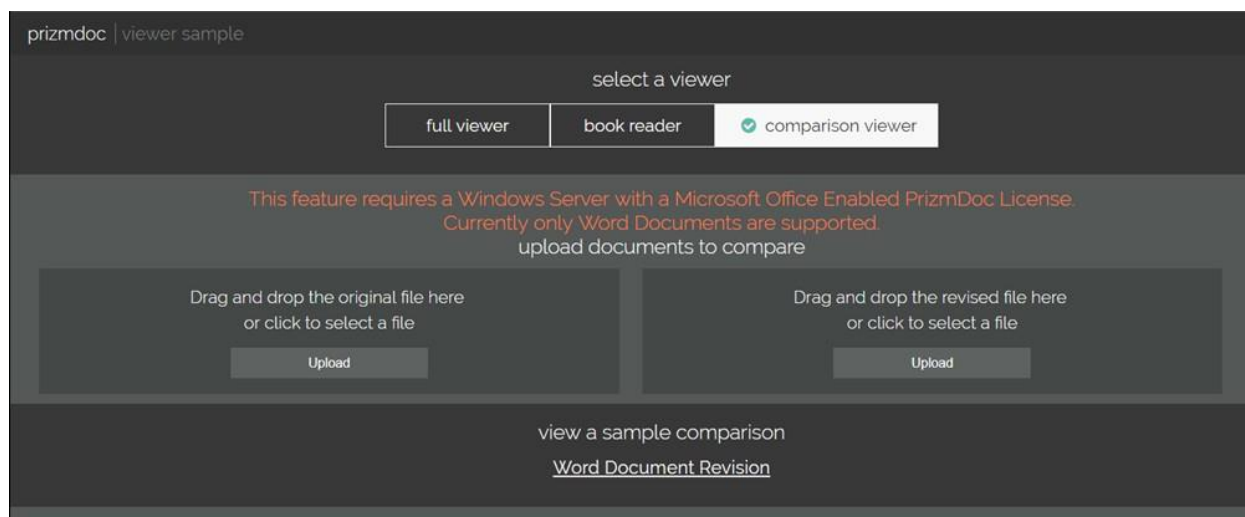 prizmdoc | viewer sample
select a viewer
full viewer
book reader
comparison viewer
This feature requires a Windows Server with a Microsoft Office Enabled PrizmDoc License.
Currently only Word Documents are supported.
upload documents to compare
Drag and drop the original file here
or click to select a file
Upload
Drag and drop the revised file here
or click to select a file
Upload
view a sample comparison
Word Document Revision